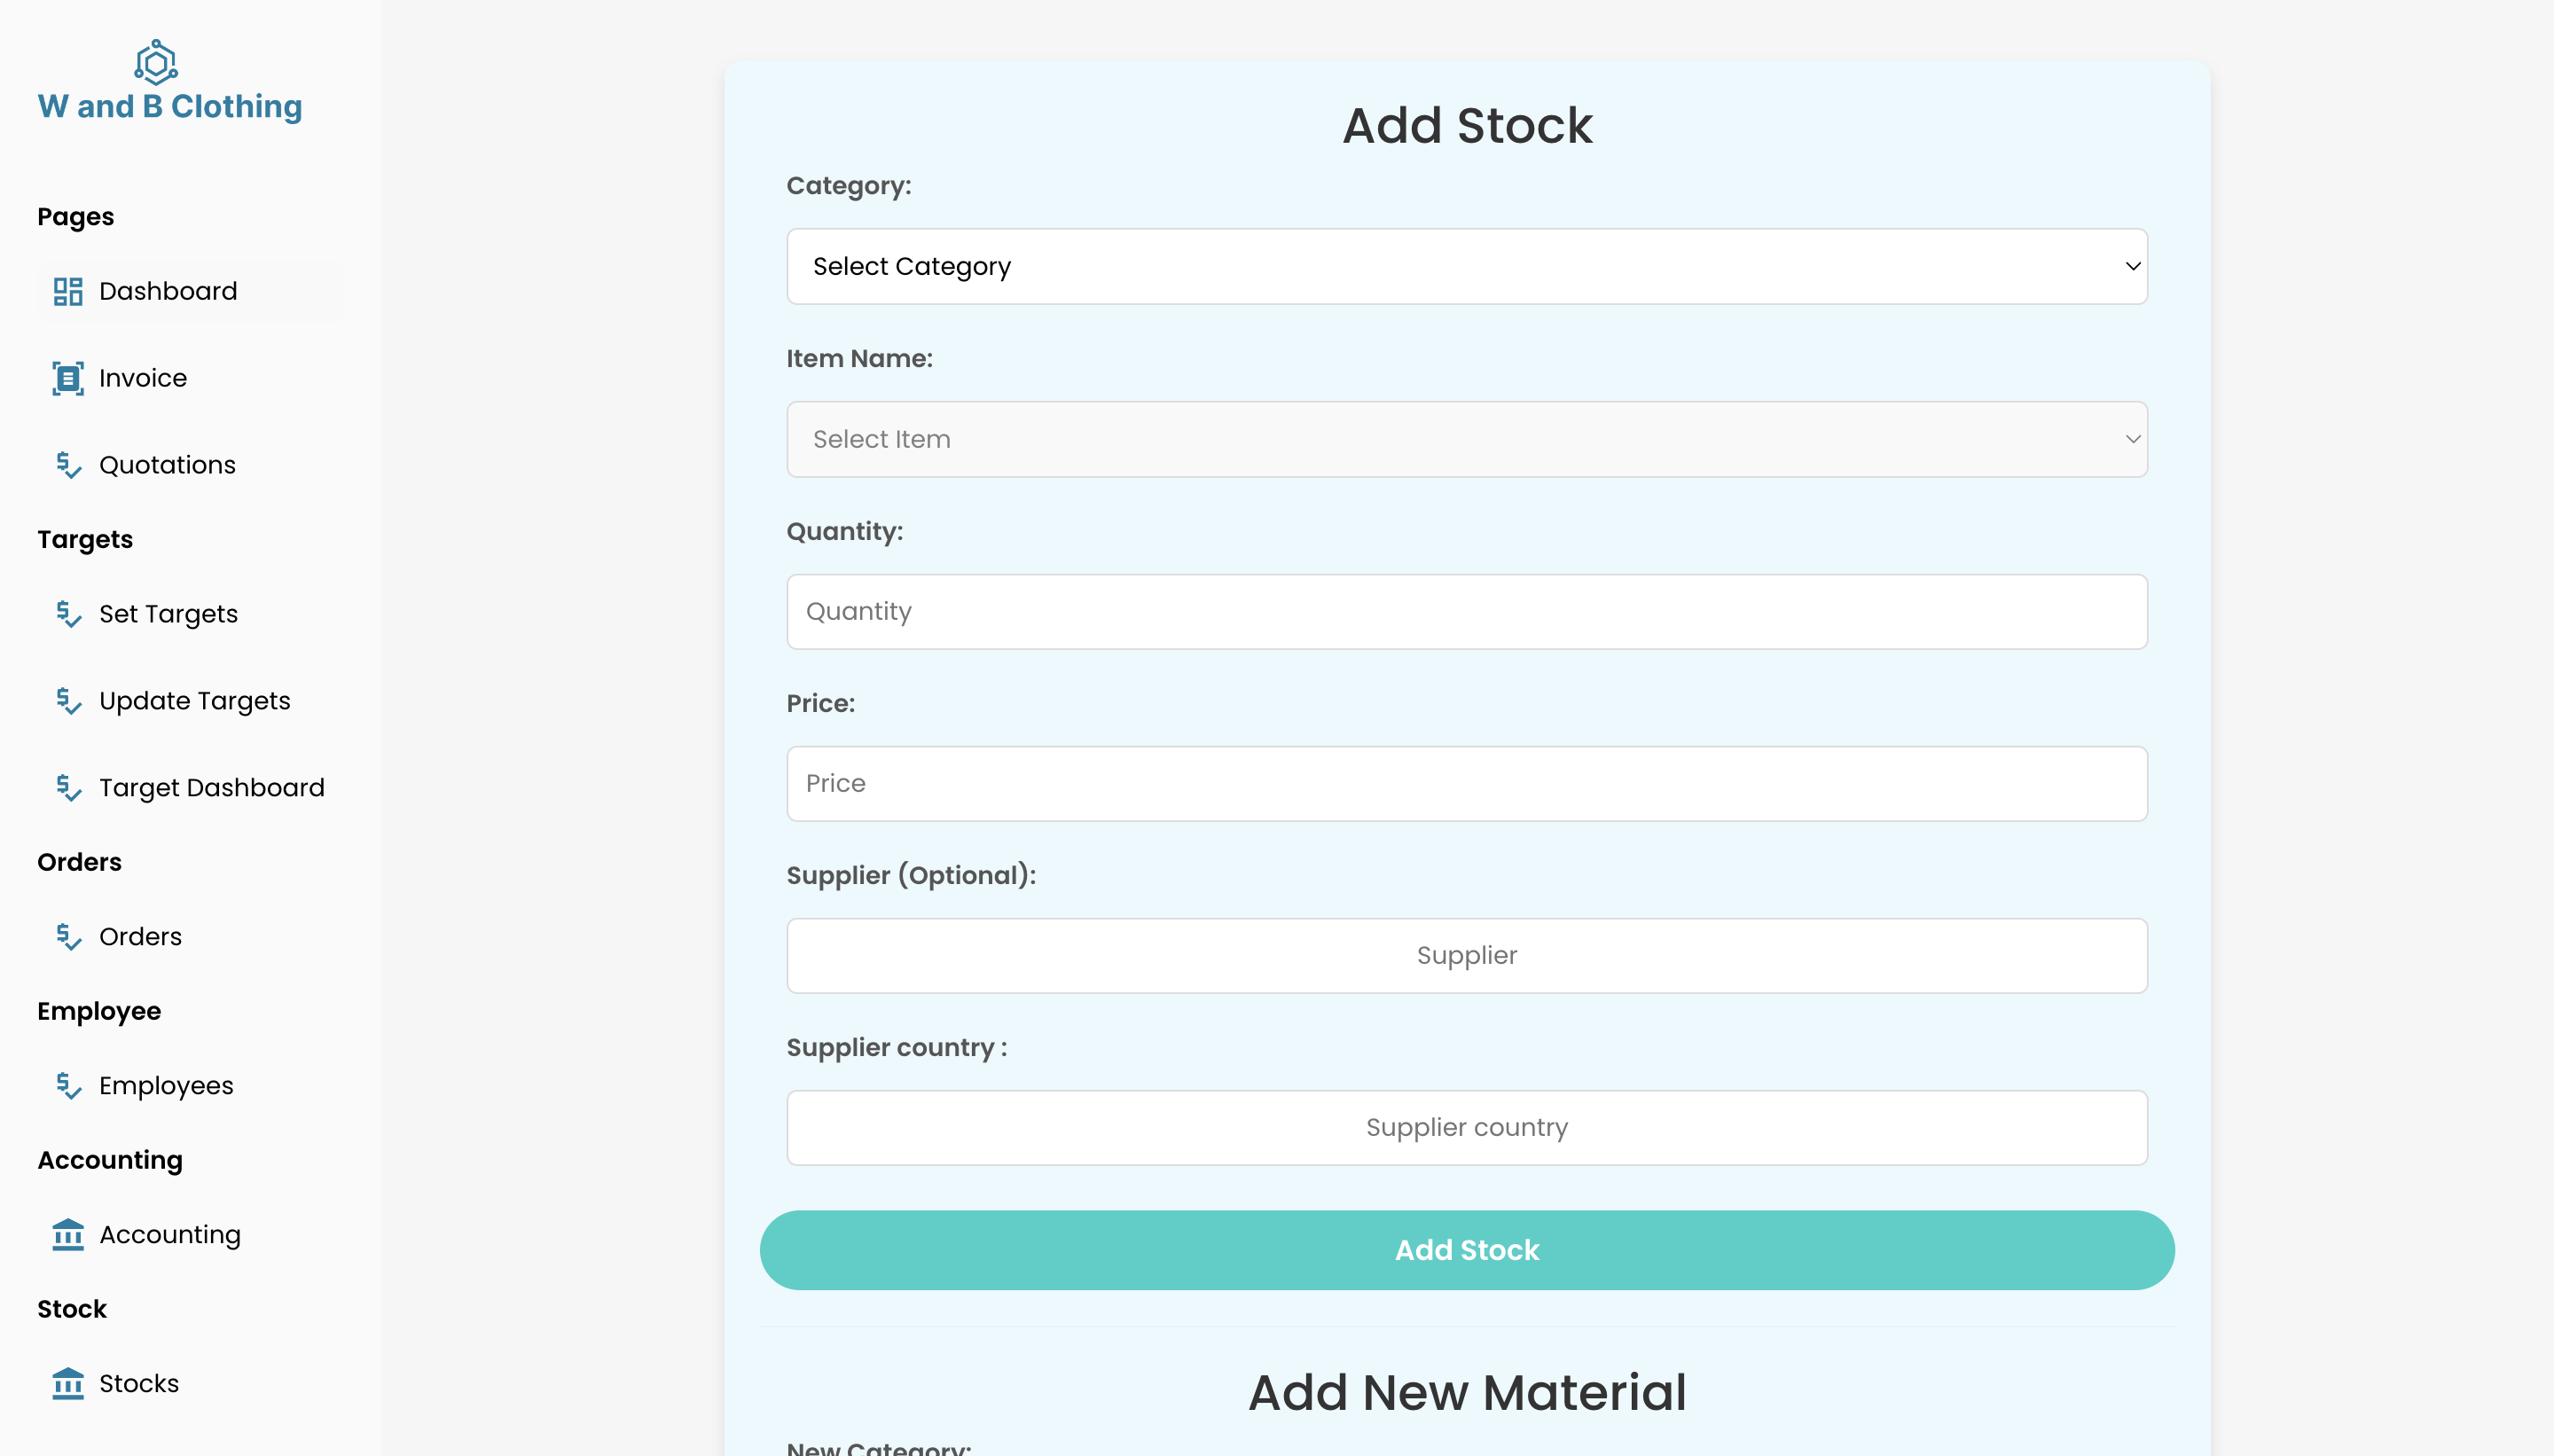 W and B Clothing
Pages
Dashboard
Invoice
Quotations
Targets
Set Targets
Update Targets
Target Dashboard
Orders
Orders
Employee
Employees
Accounting
Accounting
Stock
Stocks
Add Stock
Category:
Select Category
Item Name:
Select Item
Quantity:
Quantity
Price:
Price
Supplier (Optional):
Supplier
Supplier country :
Supplier country
Add Stock
Add New Material
New Category: